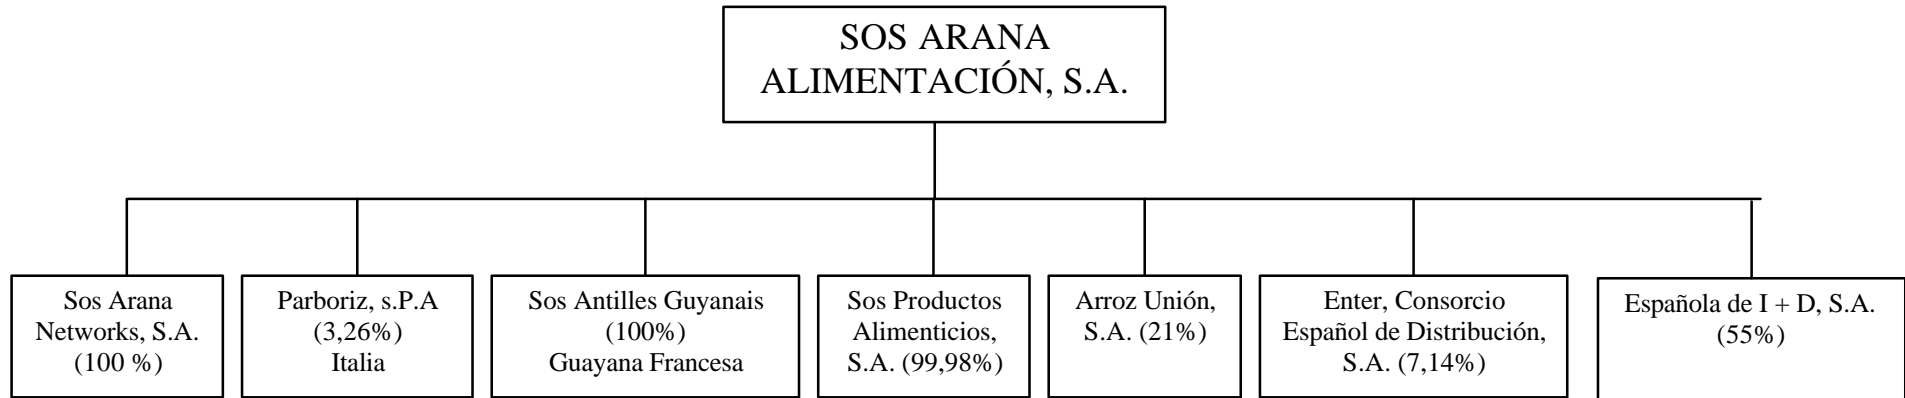 SOS ARANA
ALIMENTACIÓN, S.A.
Sos Arana
Networks, S.A.
(100 %)
Parboriz, s.P.A
(3,26%)
Italia
Sos Antilles Guyanais
(100%)
Guayana Francesa
Sos Productos
Alimenticios,
S.A. (99,98%)
Arroz Unión,
S.A. (21%)
Enter, Consorcio
Español de Distribución,
S.A. (7,14%)
Española de I + D, S.A.
(55%)